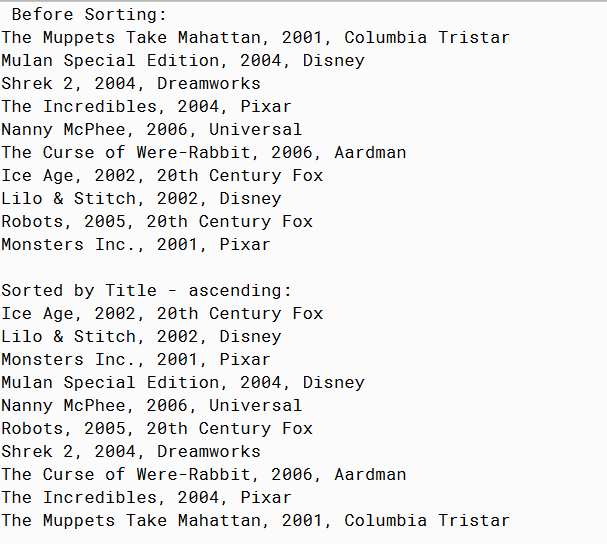 Before Sorting:
The Muppets Take Mahattan, 2001, Columbia Tristar
Mulan Special Edition, 2004, Disney
Shrek 2, 2004, Dreamworks
The Incredibles, 2004, Pixar
Nanny McPhee, 2006, Universal
The Curse of Were-Rabbit, 2006, Aardman
Ice Age, 2002, 20th Century Fox
Lilo & Stitch, 2002, Disney
Robots, 2005, 20th Century Fox
Monsters Inc., 2001, Pixar

Sorted by Title - ascending:
Ice Age, 2002, 20th Century Fox
Lilo & Stitch, 2002, Disney
Monsters Inc., 2001, Pixar
Mulan Special Edition, 2004, Disney
Nanny McPhee, 2006, Universal
Robots, 2005, 20th Century Fox
Shrek 2, 2004, Dreamworks
The Curse of Were-Rabbit, 2006, Aardman
The Incredibles, 2004, Pixar
The Muppets Take Mahattan, 2001, Columbia Tristar